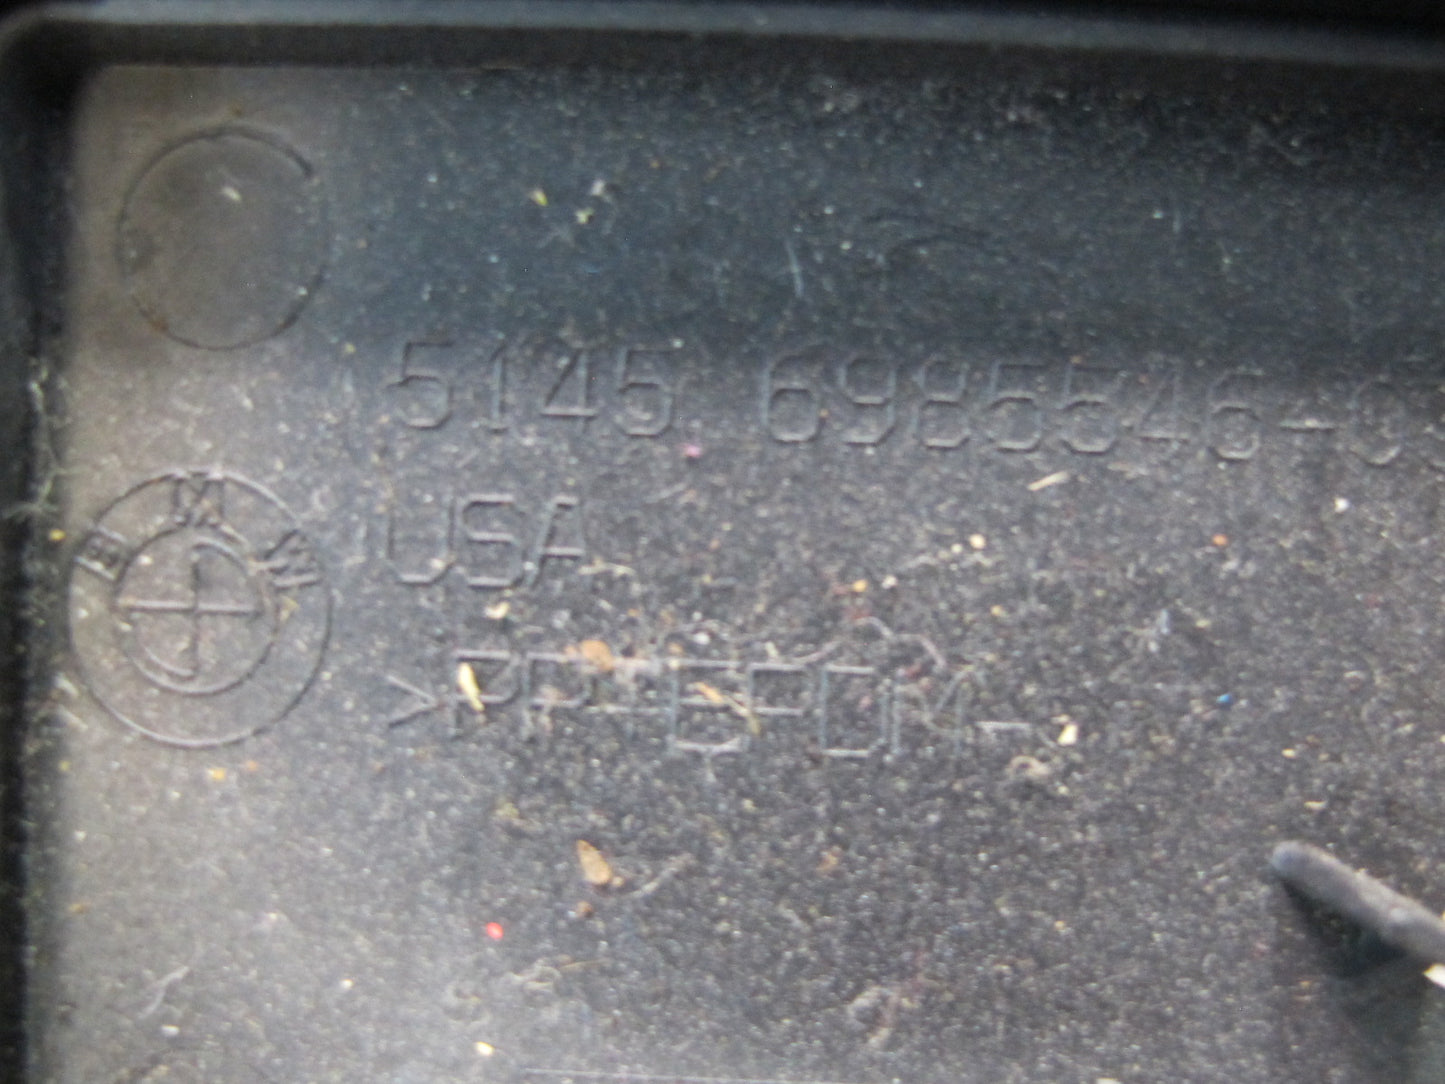 5145 6985546-0
USA
BMW
>PP+EPDM-